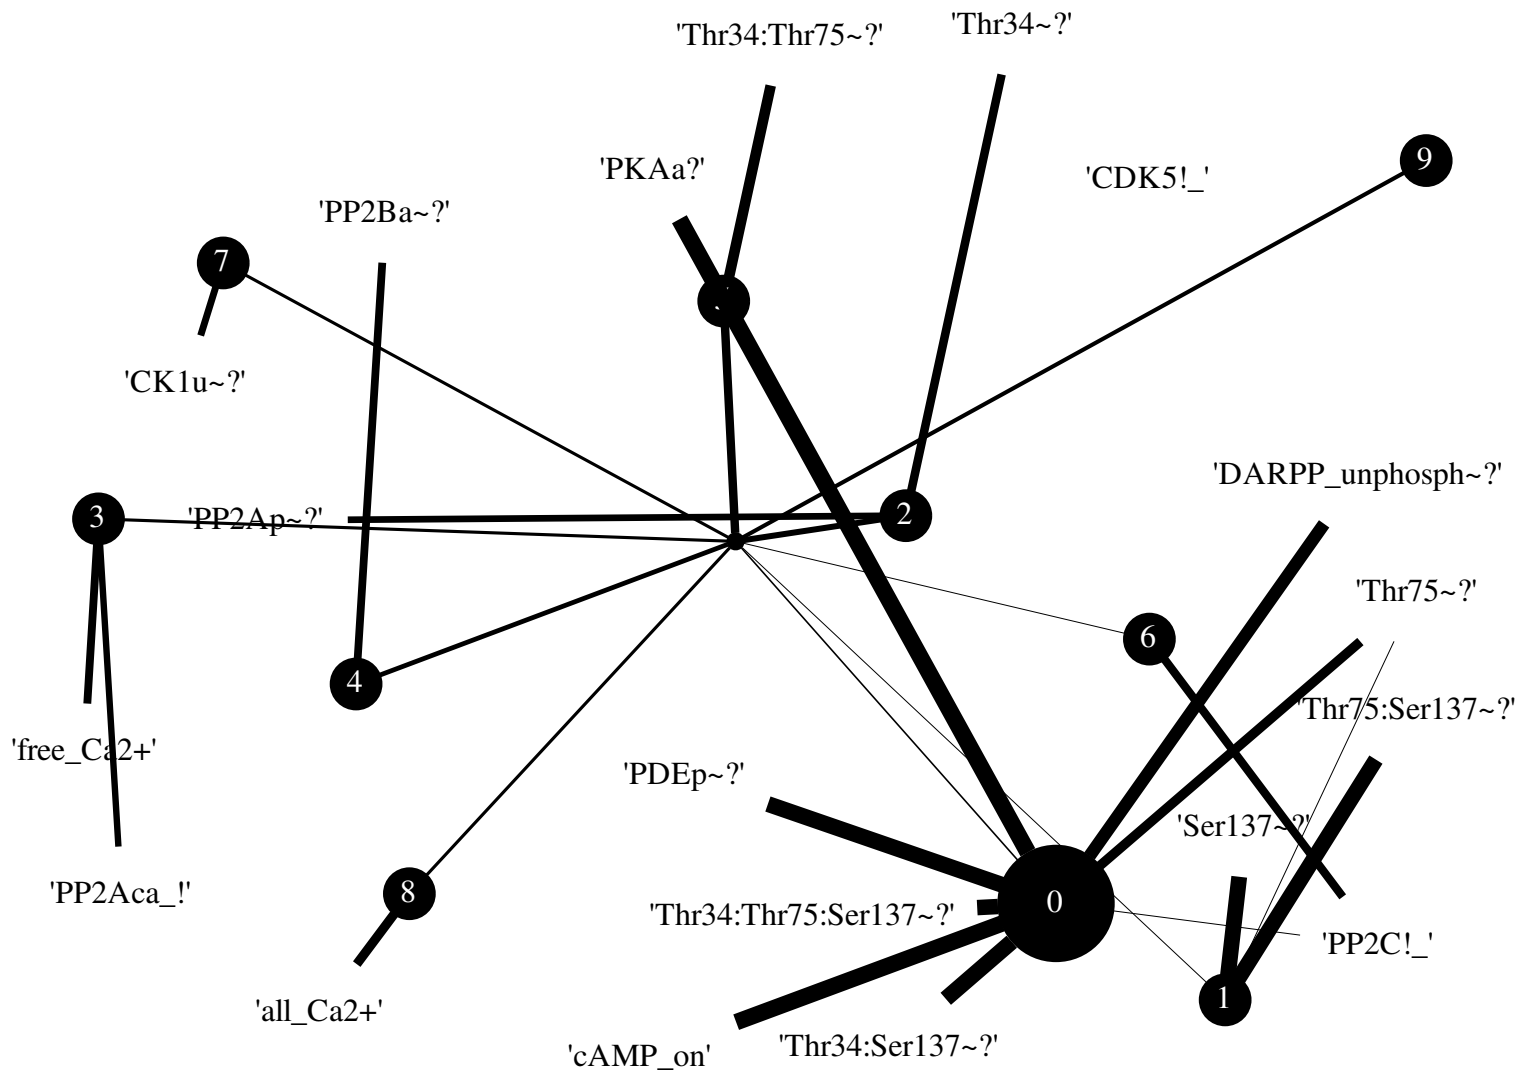 'Thr34~?'
'Thr34:Thr75~?'
9
'PKAa?'
'CDK5!_'
'PP2Ba~?'
7
'CK1u~?'
'DARPP_unphosph~?'
3
'PP2Ap~?'
2
'Thr75~?'
6
4
'Thr75:Ser137~?'
'free_Ca2+'
'PDEp~?'
'Ser137~?'
'PP2Aca_!'
8
0
'Thr34:Thr75:Ser137~?'
'PP2C!_'
1
'all_Ca2+'
'Thr34:Ser137~?'
'cAMP_on'